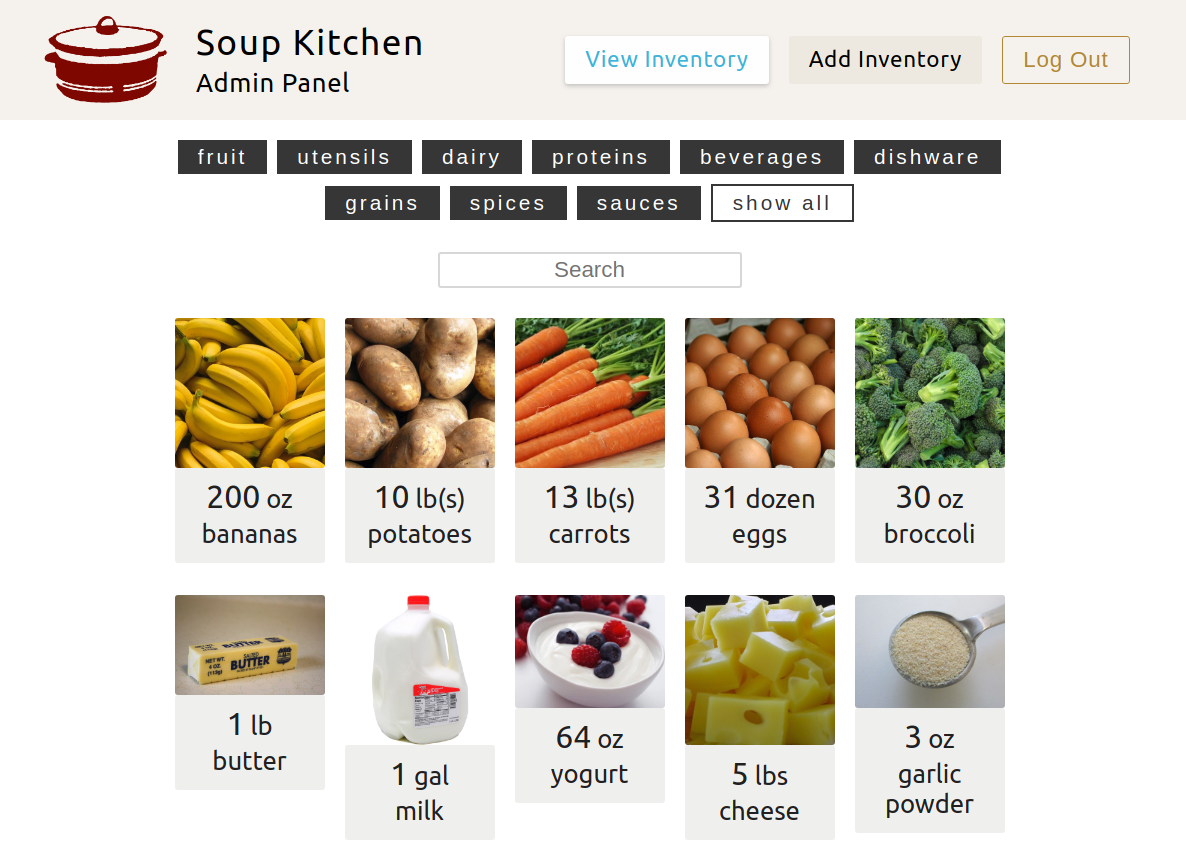 Soup Kitchen
Admin Panel
View Inventory
Add Inventory
Log Out
fruit
utensils
dairy
proteins
beverages
dishware
grains
spices
sauces
show all
Search
200 oz
bananas
10 lb(s)
potatoes
13 lb(s)
carrots
31 dozen
eggs
30 oz
broccoli
NET WT.
4 OZ.
(113g)
SALTED
BUTTER
1 lb
butter
1 gal
milk
64 oz
yogurt
5 lbs
cheese
3 oz
garlic
powder